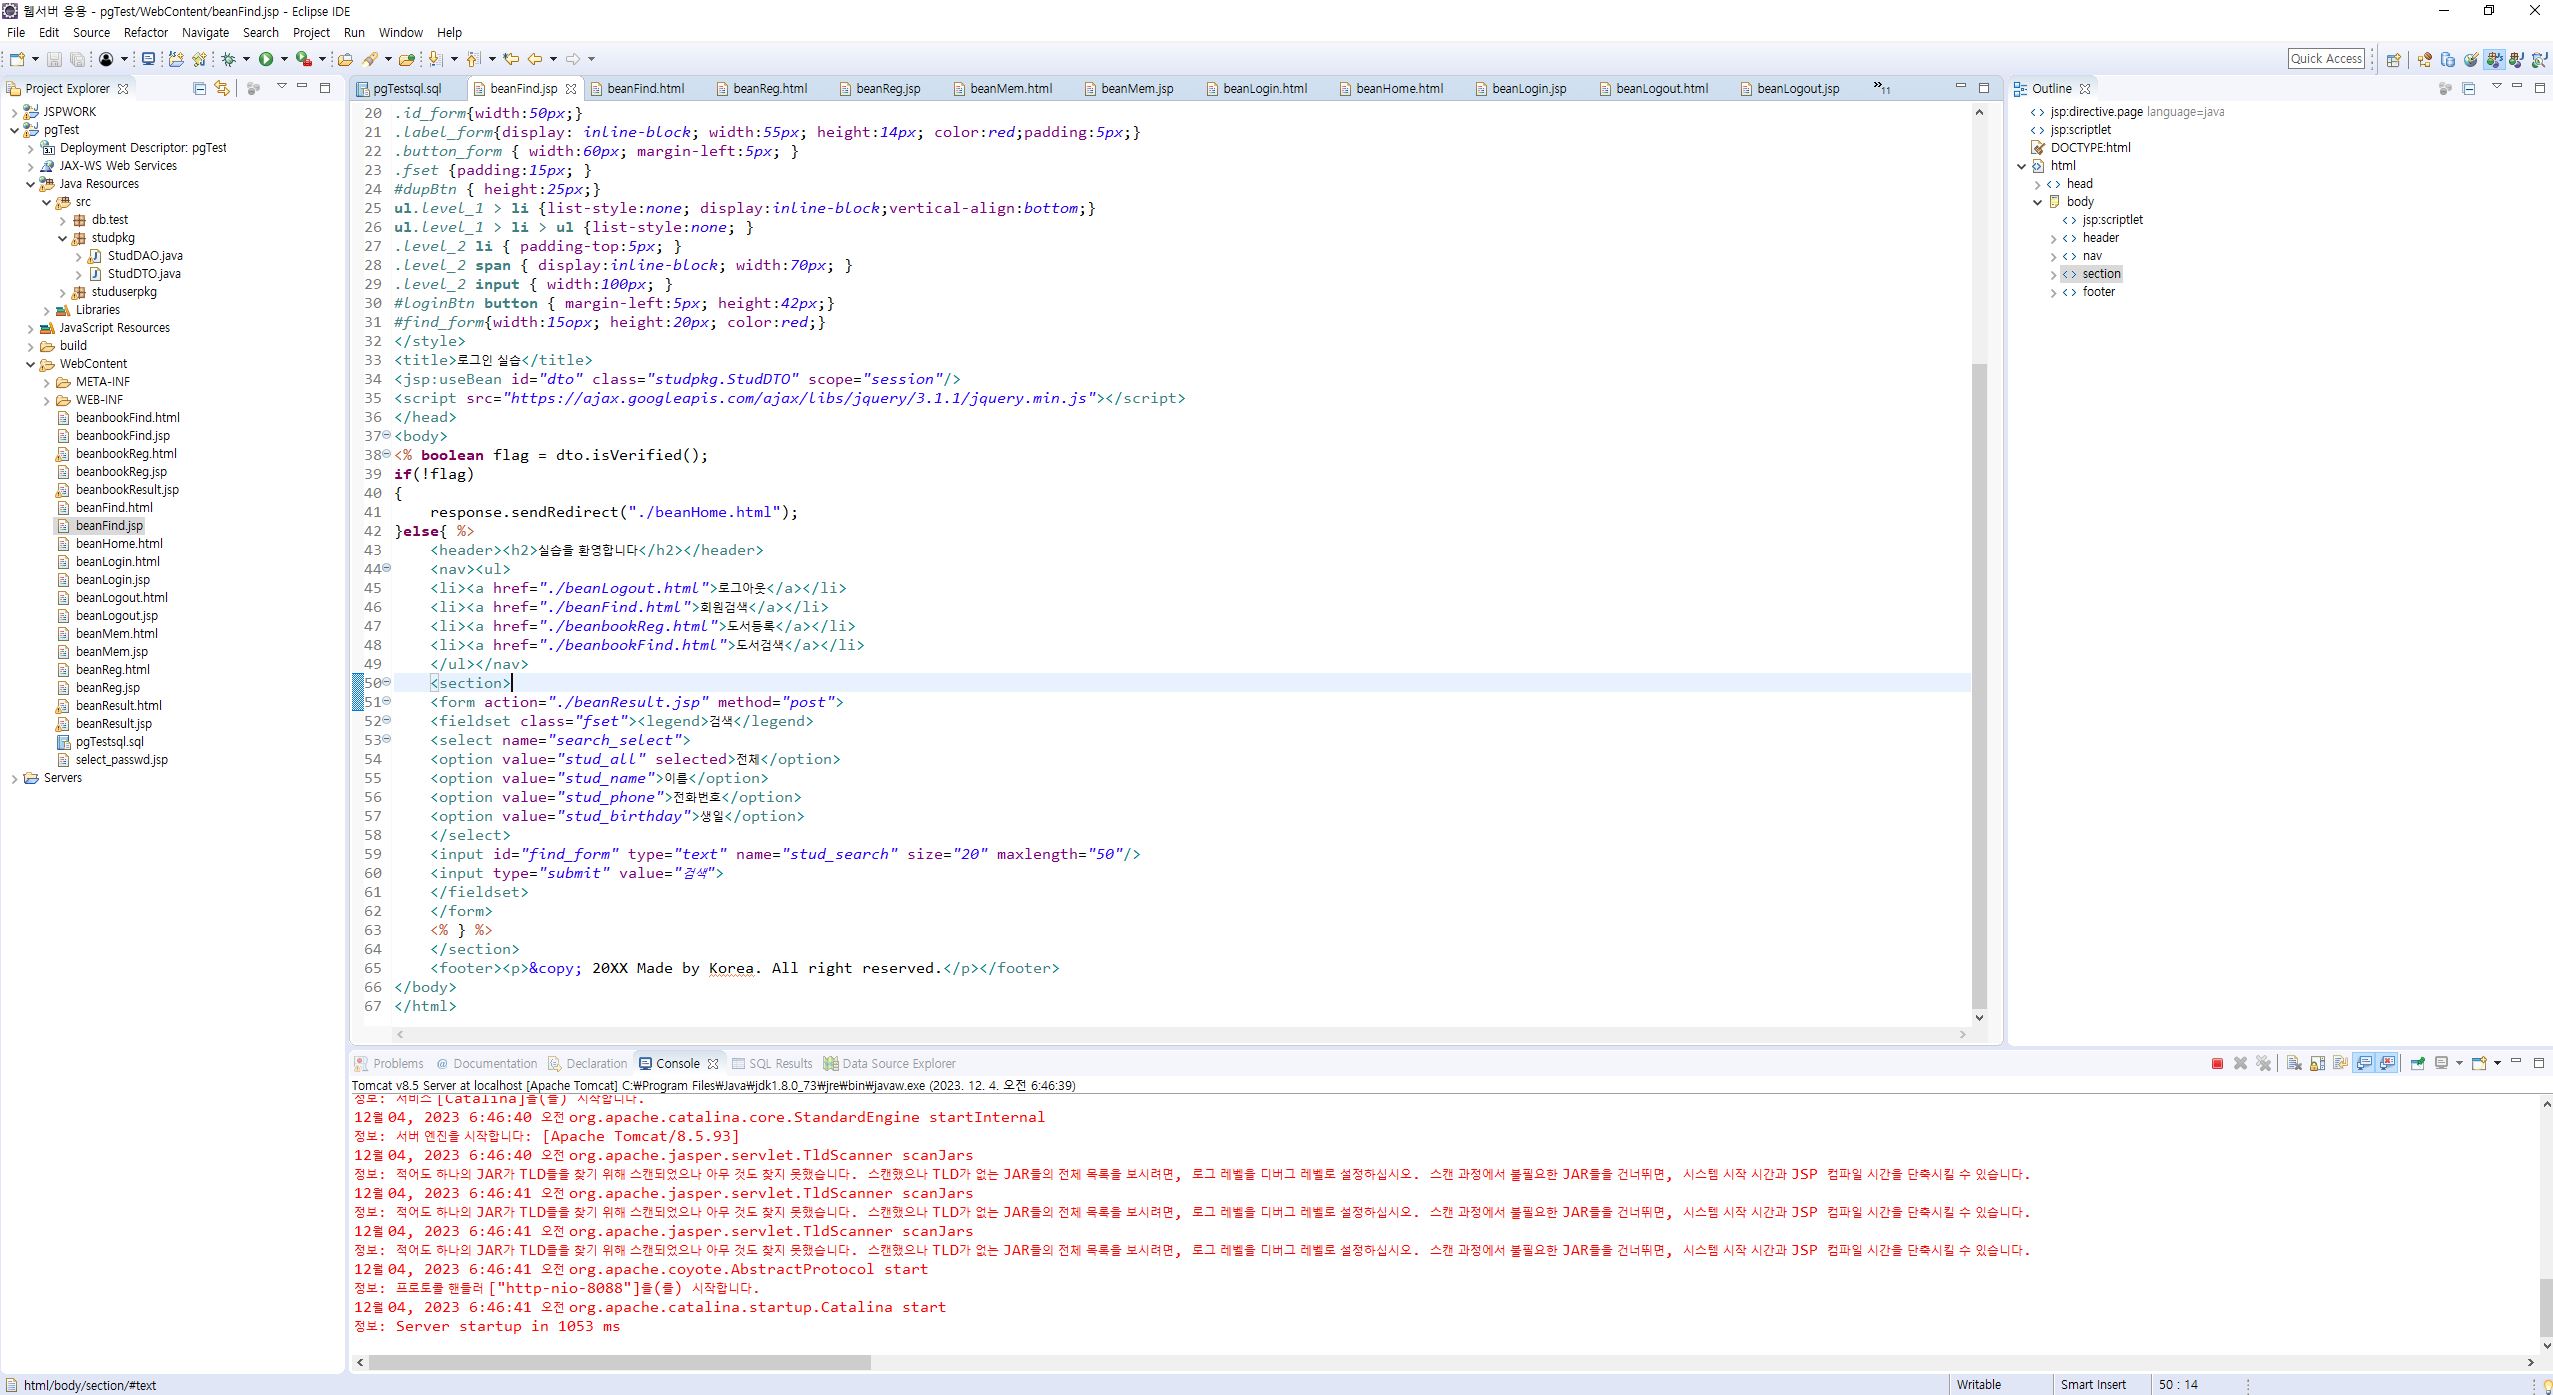 웹서버 응용 - pgTest/WebContent/beanFind.jsp - Eclipse IDE
File Edit Source Refactor Navigate Search Project Run Window Help
Quick Access
Project Explorer
JSPWORK
pgTest
Deployment Descriptor: pgTest
JAX-WS Web Services
Java Resources
src
db.test
studpkg
StudDAO.java
StudDTO.java
studuserpkg
Libraries
JavaScript Resources
build
WebContent
META-INF
WEB-INF
beanbookFind.html
beanbookFind.jsp
beanbookReg.html
beanbookReg.jsp
beanbookResult.jsp
beanFind.html
beanFind.jsp
beanHome.html
beanLogin.html
beanLogin.jsp
beanLogout.html
beanLogout.jsp
beanMem.html
beanMem.jsp
beanReg.html
beanReg.jsp
beanResult.html
beanResult.jsp
pgTestsql.sql
select_passwd.jsp
Servers
pgTestsql.sql beanFind.jsp beanFind.html beanReg.html beanReg.jsp beanMem.html beanMem.jsp beanLogin.html beanHome.html beanLogin.jsp beanLogout.html beanLogout.jsp »11
20 .id_form{width:50px;}
21 .label_form{display: inline-block; width:55px; height:14px; color:red;padding:5px;}
22 .button_form { width:60px; margin-left:5px; }
23 .fset {padding:15px; }
24 #dupBtn { height:25px;}
25 ul.level_1 > li {list-style:none; display:inline-block;vertical-align:bottom;}
26 ul.level_1 > li > ul {list-style:none; }
27 .level_2 li { padding-top:5px; }
28 .level_2 span { display:inline-block; width:70px; }
29 .level_2 input { width:100px; }
30 #loginBtn button { margin-left:5px; height:42px;}
31 #find_form{width:15opx; height:20px; color:red;}
32 </style>
33 <title>로그인 실습</title>
34 <jsp:useBean id="dto" class="studpkg.StudDTO" scope="session"/>
35 <script src="https://ajax.googleapis.com/ajax/libs/jquery/3.1.1/jquery.min.js"></script>
36 </head>
37 <body>
38 <% boolean flag = dto.isVerified();
39 if(!flag)
40 {
41 response.sendRedirect("./beanHome.html");
42 }else{ %>
43 <header><h2>실습을 환영합니다</h2></header>
44 <nav><ul>
45 <li><a href="./beanLogout.html">로그아웃</a></li>
46 <li><a href="./beanFind.html">회원검색</a></li>
47 <li><a href="./beanbookReg.html">도서등록</a></li>
48 <li><a href="./beanbookFind.html">도서검색</a></li>
49 </ul></nav>
50 <section>
51 <form action="./beanResult.jsp" method="post">
52 <fieldset class="fset"><legend>검색</legend>
53 <select name="search_select">
54 <option value="stud_all" selected>전체</option>
55 <option value="stud_name">이름</option>
56 <option value="stud_phone">전화번호</option>
57 <option value="stud_birthday">생일</option>
58 </select>
59 <input id="find_form" type="text" name="stud_search" size="20" maxlength="50"/>
60 <input type="submit" value="검색">
61 </fieldset>
62 </form>
63 <% } %>
64 </section>
65 <footer><p>&copy; 20XX Made by Korea. All right reserved.</p></footer>
66 </body>
67 </html>
Outline
jsp:directive.page language=java
jsp:scriptlet
DOCTYPE:html
html
head
body
jsp:scriptlet
header
nav
section
footer
Problems Documentation Declaration Console SQL Results Data Source Explorer
Tomcat v8.5 Server at localhost [Apache Tomcat] C:₩Program Files₩Java₩jdk1.8.0_73₩jre₩bin₩javaw.exe (2023. 12. 4. 오전 6:46:39)
정보: 서비스 [Catalina]을(를) 시작합니다.
12월 04, 2023 6:46:40 오전 org.apache.catalina.core.StandardEngine startInternal
정보: 서버 엔진을 시작합니다: [Apache Tomcat/8.5.93]
12월 04, 2023 6:46:40 오전 org.apache.jasper.servlet.TldScanner scanJars
정보: 적어도 하나의 JAR가 TLD들을 찾기 위해 스캔되었으나 아무 것도 찾지 못했습니다. 스캔했으나 TLD가 없는 JAR들의 전체 목록을 보시려면, 로그 레벨을 디버그 레벨로 설정하십시오. 스캔 과정에서 불필요한 JAR들을 건너뛰면, 시스템 시작 시간과 JSP 컴파일 시간을 단축시킬 수 있습니다.
12월 04, 2023 6:46:41 오전 org.apache.jasper.servlet.TldScanner scanJars
정보: 적어도 하나의 JAR가 TLD들을 찾기 위해 스캔되었으나 아무 것도 찾지 못했습니다. 스캔했으나 TLD가 없는 JAR들의 전체 목록을 보시려면, 로그 레벨을 디버그 레벨로 설정하십시오. 스캔 과정에서 불필요한 JAR들을 건너뛰면, 시스템 시작 시간과 JSP 컴파일 시간을 단축시킬 수 있습니다.
12월 04, 2023 6:46:41 오전 org.apache.jasper.servlet.TldScanner scanJars
정보: 적어도 하나의 JAR가 TLD들을 찾기 위해 스캔되었으나 아무 것도 찾지 못했습니다. 스캔했으나 TLD가 없는 JAR들의 전체 목록을 보시려면, 로그 레벨을 디버그 레벨로 설정하십시오. 스캔 과정에서 불필요한 JAR들을 건너뛰면, 시스템 시작 시간과 JSP 컴파일 시간을 단축시킬 수 있습니다.
12월 04, 2023 6:46:41 오전 org.apache.coyote.AbstractProtocol start
정보: 프로토콜 핸들러 ["http-nio-8088"]을(를) 시작합니다.
12월 04, 2023 6:46:41 오전 org.apache.catalina.startup.Catalina start
정보: Server startup in 1053 ms
html/body/section/#text
Writable Smart Insert 50 : 14